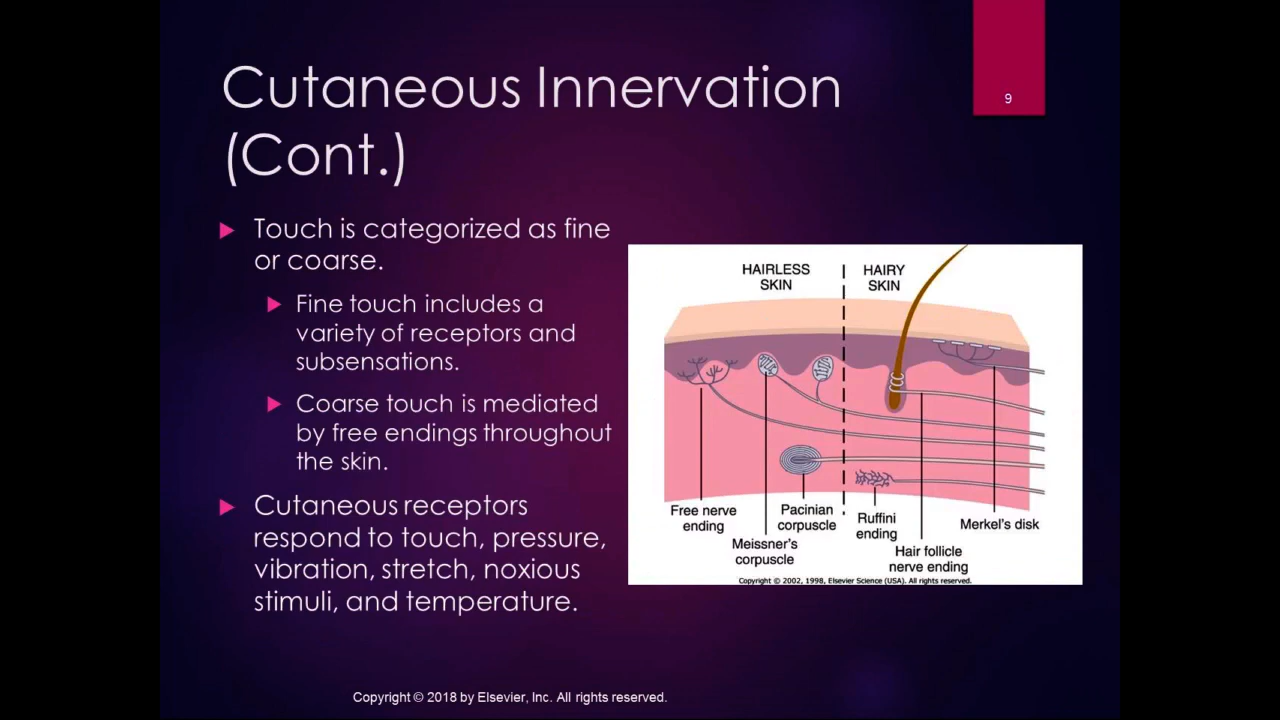 Cutaneous Innervation
(Cont.)
9
Touch is categorized as fine
or coarse.
Fine touch includes a
variety of receptors and
subsensations.
Coarse touch is mediated
by free endings throughout
the skin.
Cutaneous receptors
respond to touch, pressure,
vibration, stretch, noxious
stimuli, and temperature.
HAIRLESS
SKIN
HAIRY
SKIN
Free nerve
ending
Meissner's
corpuscle
Pacinian
corpuscle
Ruffini
ending
Hair follicle
nerve ending
Merkel's disk
Copyright © 2002, 1998, Elsevier Science (USA). All rights reserved.
Copyright © 2018 by Elsevier, Inc. All rights reserved.